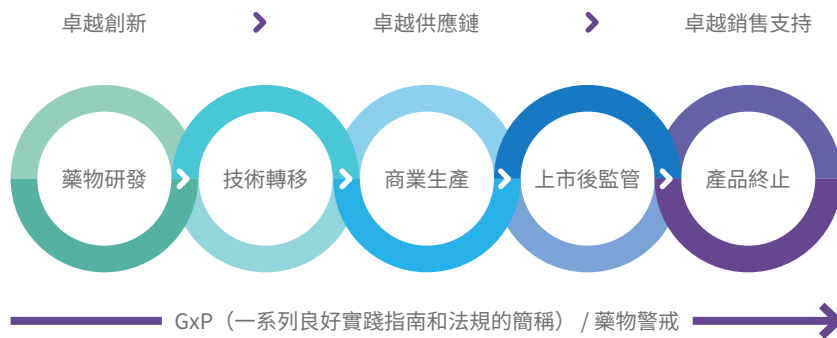 卓越創新
卓越供應鏈
卓越銷售支持
藥物研發
技術轉移
商業生產
上市後監管
產品終止
GxP（一系列良好實踐指南和法規的簡稱） / 藥物警戒